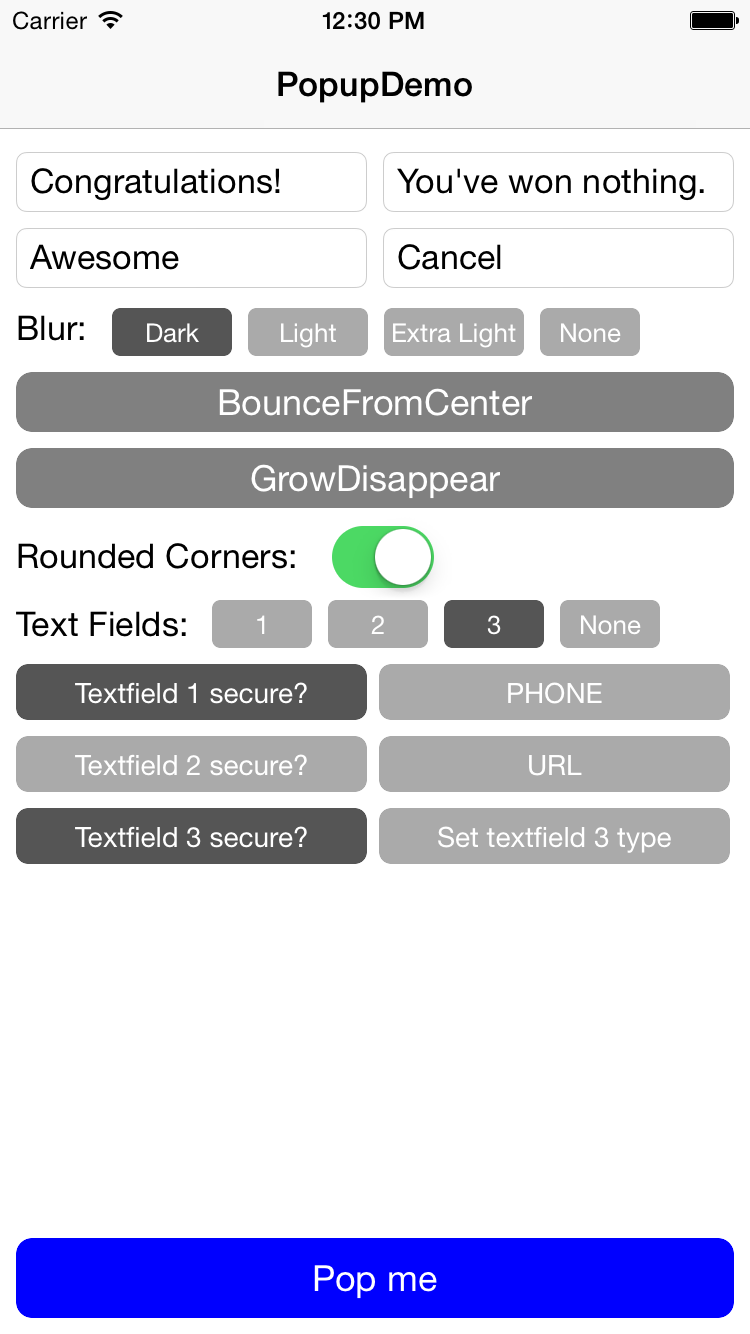 Carrier 12:30 PM
PopupDemo
Congratulations! You've won nothing.
Awesome Cancel
Blur: Dark Light Extra Light None
BounceFromCenter
GrowDisappear
Rounded Corners:
Text Fields: 1 2 3 None
Textfield 1 secure? PHONE
Textfield 2 secure? URL
Textfield 3 secure? Set textfield 3 type
Pop me